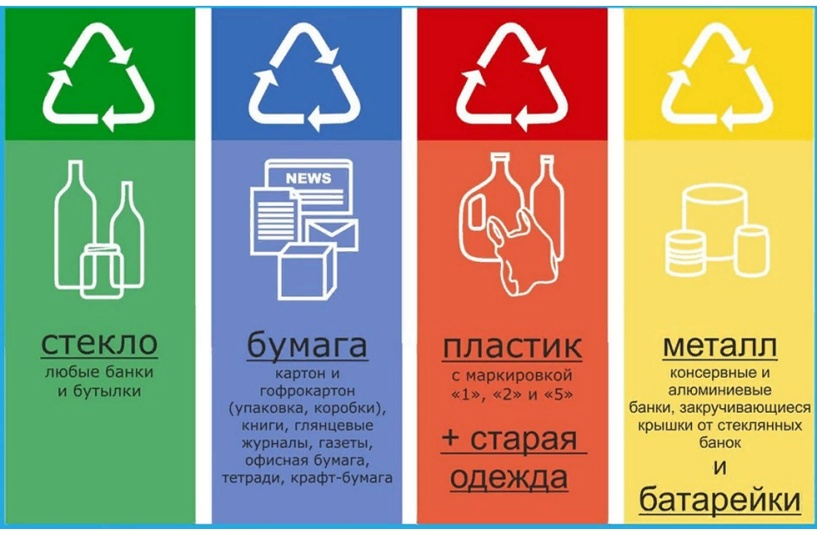 стекло
любые банки
и бутылки
NEWS
бумага
картон и
гофрокартон
(упаковка, коробки),
книги, глянцевые
журналы, газеты,
офисная бумага,
тетради, крафт-бумага
пластик
с маркировкой
«1», «2» и «5»
+ старая
одежда
металл
консервные и
алюминиевые
банки, закручивающиеся
крышки от стеклянных
банок
и
батарейки